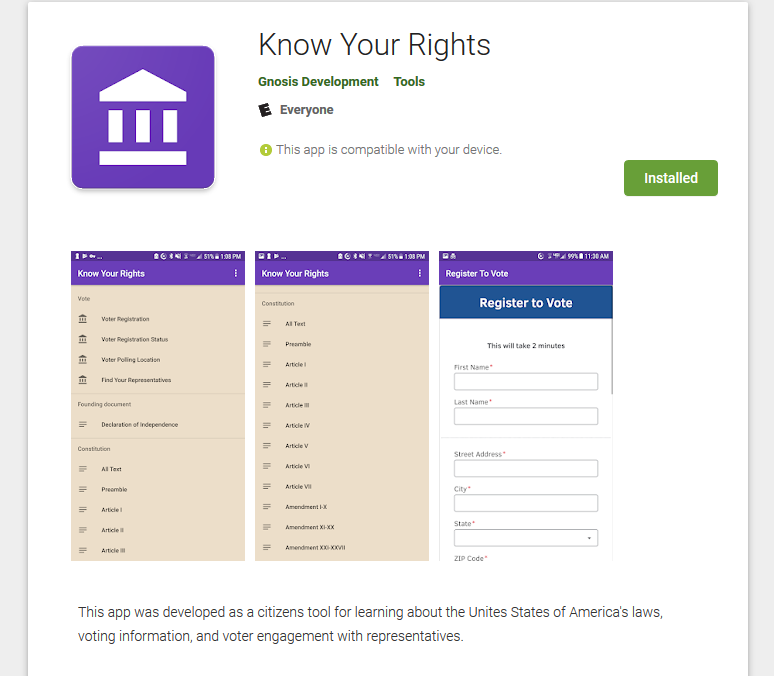 Know Your Rights
Gnosis Development Tools
E Everyone
This app is compatible with your device.
Installed
51% 1:08 PM
Know Your Rights
Vote
Voter Registration
Voter Registration Status
Voter Polling Location
Find Your Representatives
Founding document
Declaration of Independence
Constitution
All Text
Preamble
Article I
Article II
Article III
51% 1:08 PM
Know Your Rights
Constitution
All Text
Preamble
Article I
Article II
Article III
Article IV
Article V
Article VI
Article VII
Amendment I-X
Amendment XI-XX
Amendment XXI-XXVII
99% 11:30 AM
Register To Vote
Register to Vote
This will take 2 minutes
First Name*
Last Name*
Street Address*
City*
State*
ZIP Code*
This app was developed as a citizens tool for learning about the Unites States of America's laws,
voting information, and voter engagement with representatives.